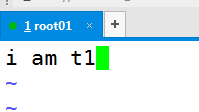 1 root01 × +
i am t1
~
~